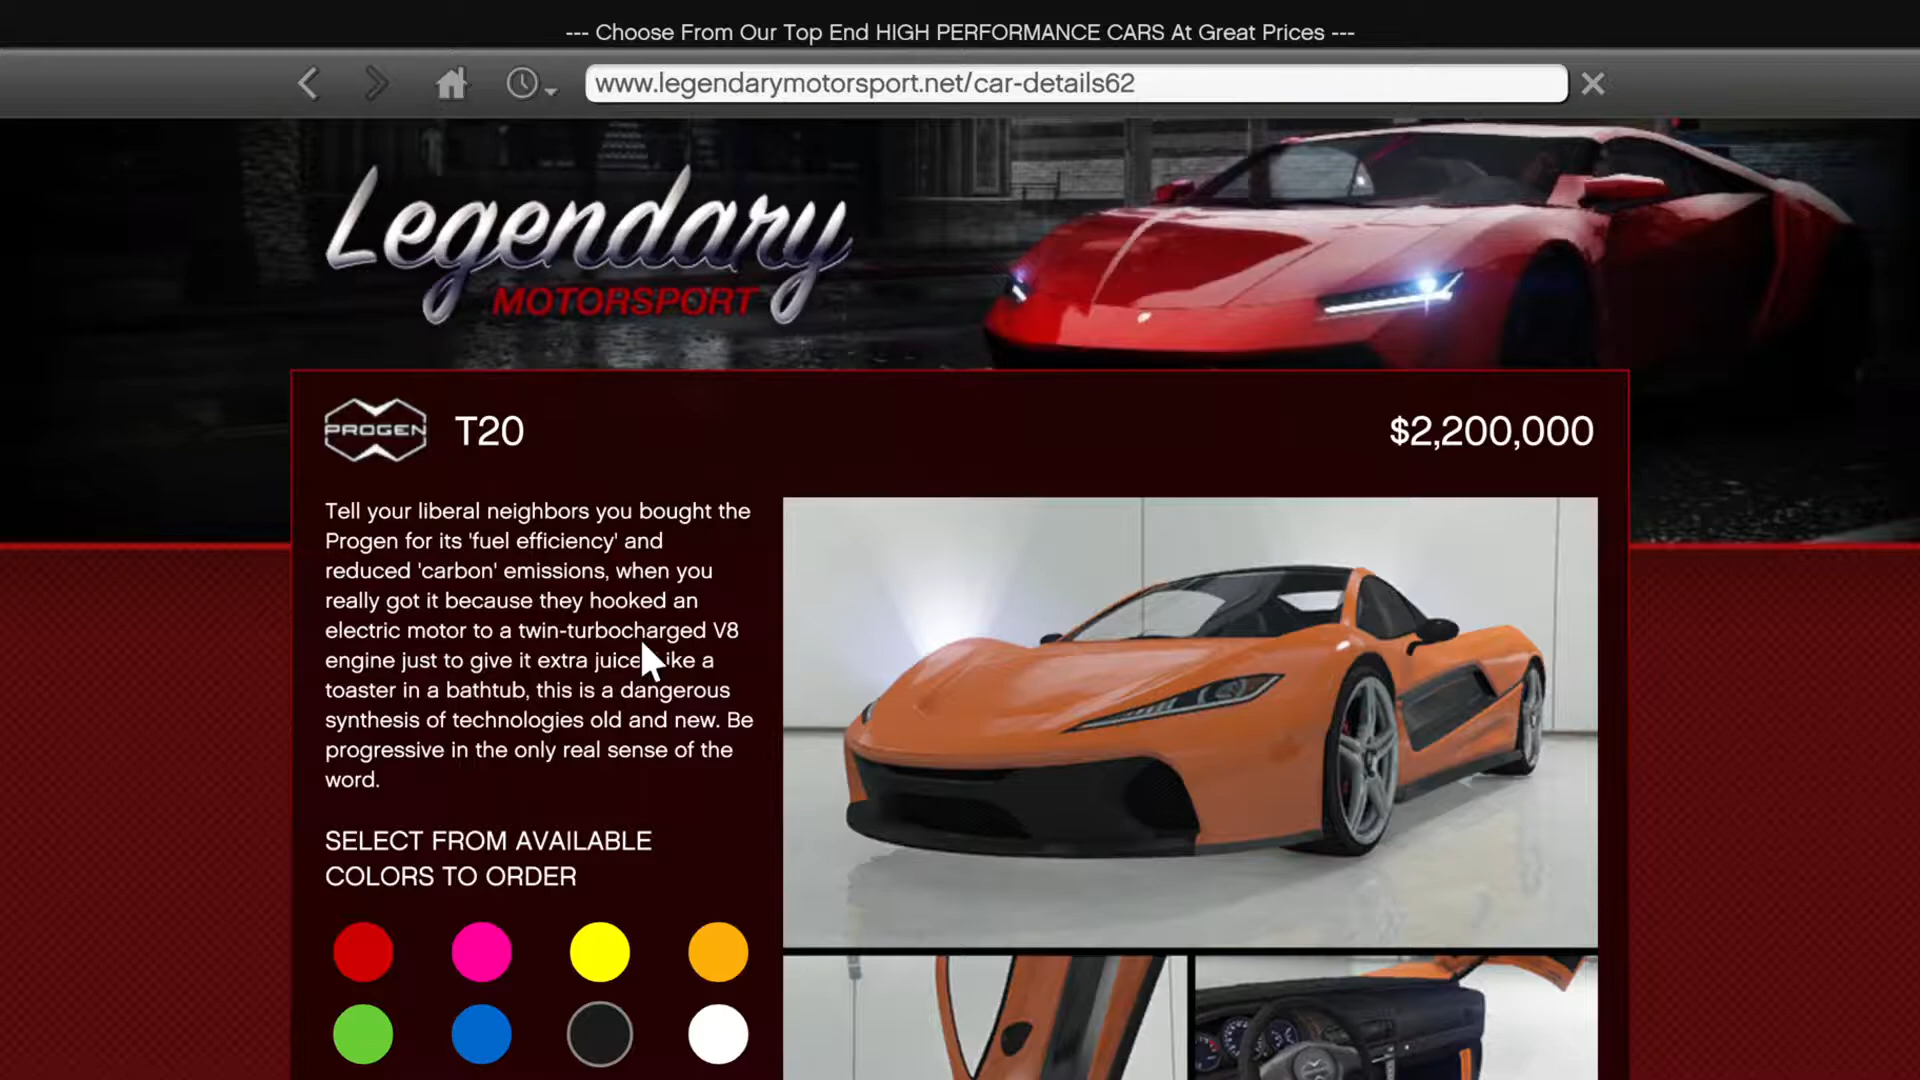 --- Choose From Our Top End HIGH PERFORMANCE CARS At Great Prices ---
www.legendarymotorsport.net/car-details62
Legendary
MOTORSPORT
PROGEN
T20
$2,200,000
Tell your liberal neighbors you bought the
Progen for its 'fuel efficiency' and
reduced 'carbon' emissions, when you
really got it because they hooked an
electric motor to a twin-turbocharged V8
engine just to give it extra juice
a
toaster in a bathtub, this is a dangerous
synthesis of technologies old and new. Be
progressive in the only real sense of the
word.
SELECT FROM AVAILABLE
COLORS TO ORDER